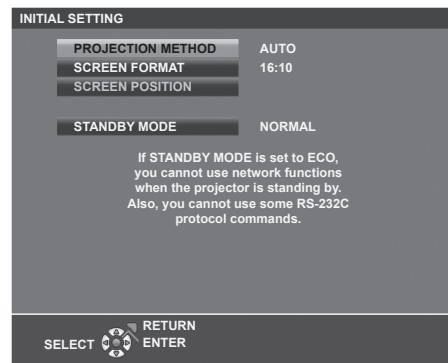 INITIAL SETTING
PROJECTION METHOD AUTO
SCREEN FORMAT 16:10
SCREEN POSITION
STANDBY MODE NORMAL
If STANDBY MODE is set to ECO,
you cannot use network functions
when the projector is standing by.
Also, you cannot use some RS-232C
protocol commands.
RETURN
SELECT ENTER